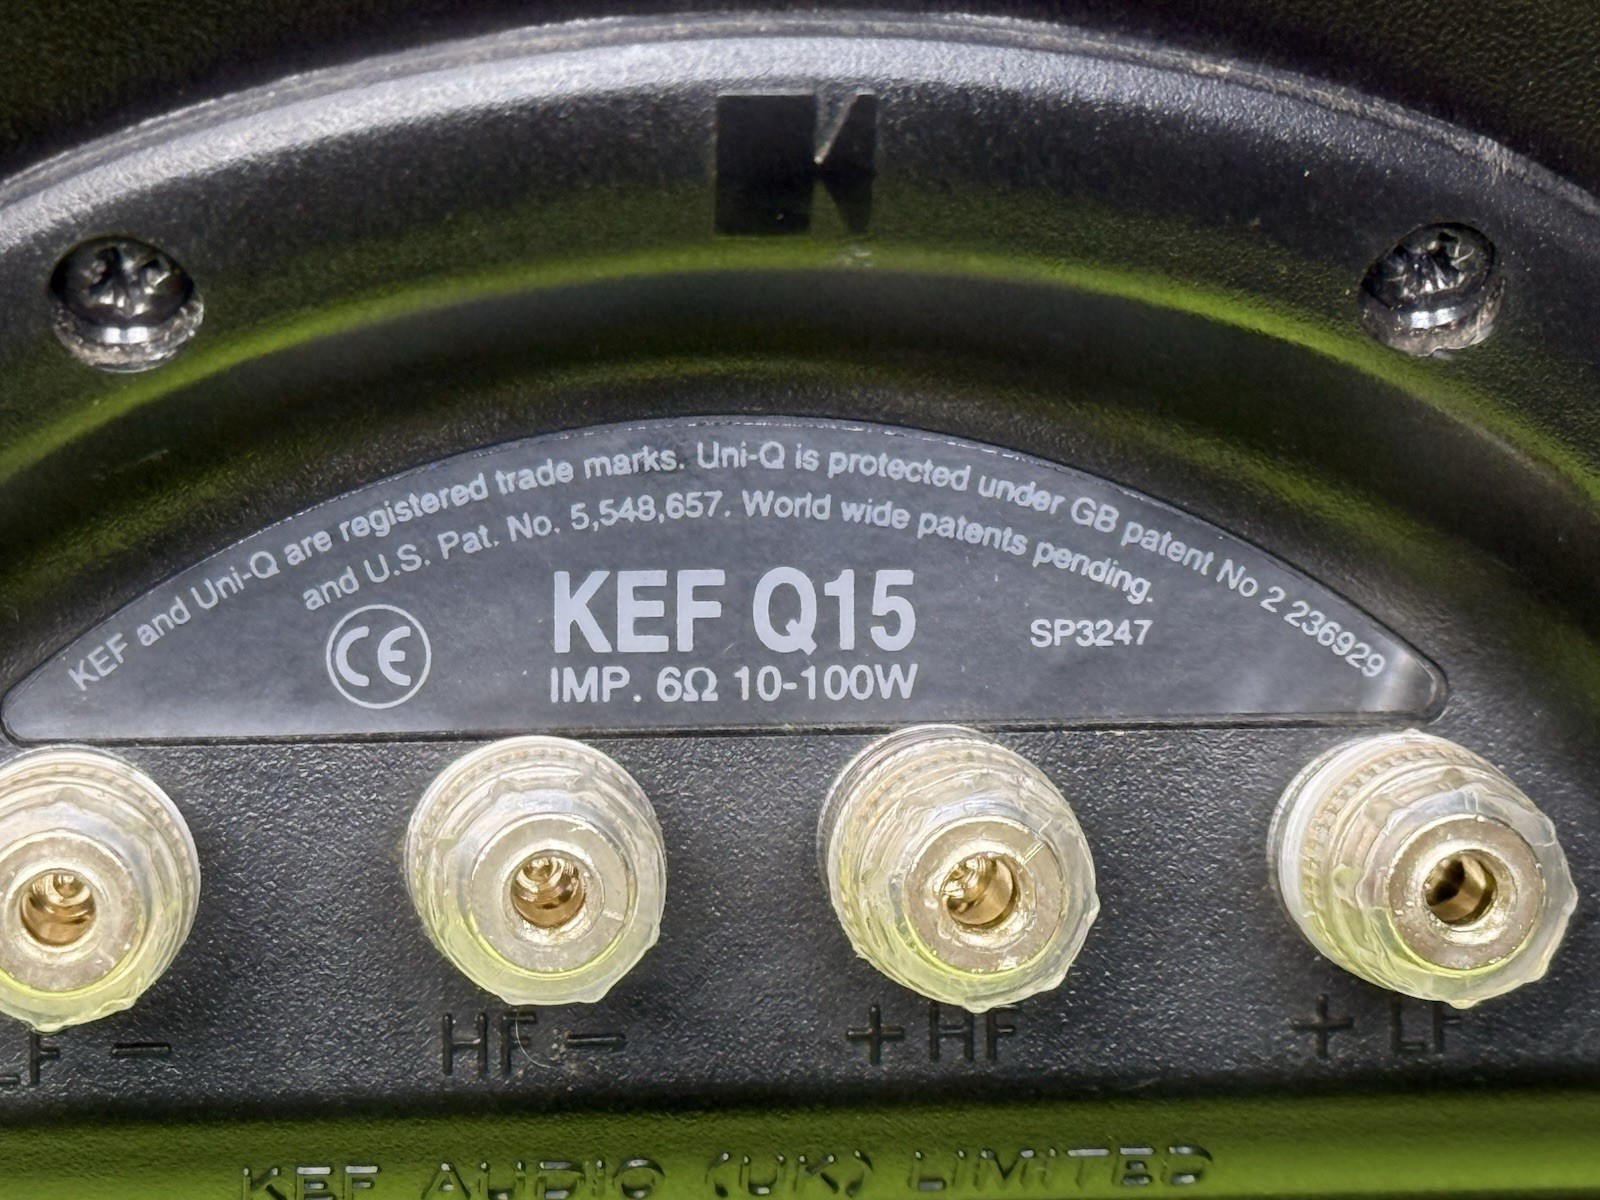 K
KEF and Uni-Q are registered trade marks. Uni-Q is protected under GB patent No 2 236929
and U.S. Pat. No. 5,548,657. World wide patents pending.
CE
KEF Q15
SP3247
IMP. 6Ω 10-100W
LF - HF - + HF + LF
KEF AUDIO (UK) LIMITED